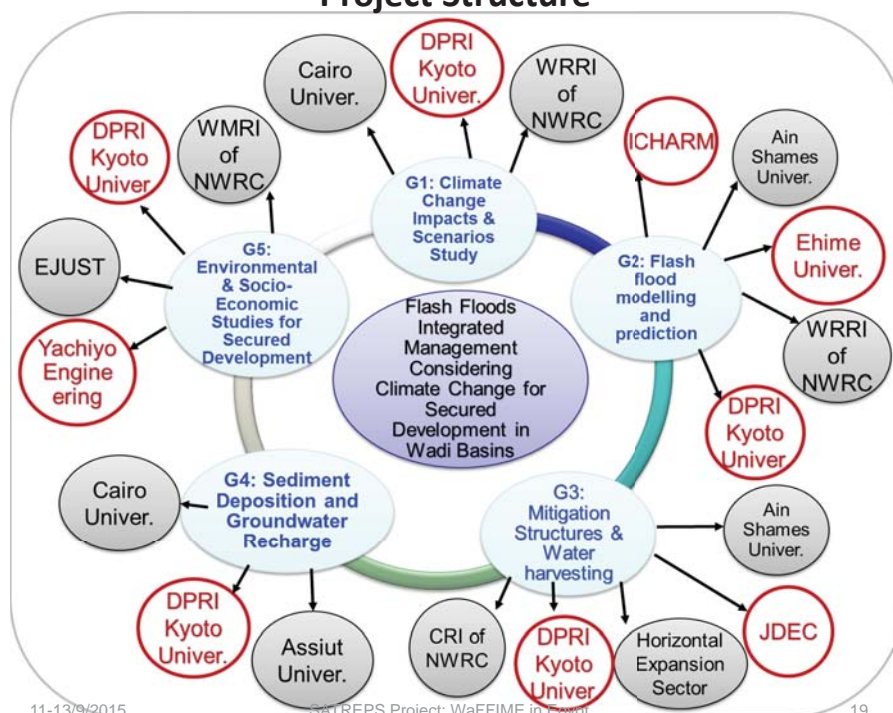 Project Structure
Cairo
Univer.
DPRI
Kyoto
Univer.
WRRI
of
NWRC
DPRI
Kyoto
Univer
WMRI
of
NWRC
ICHARM
Ain
Shames
Univer.
G1: Climate
Change
Impacts &
Scenarios
Study
EJUST
G5:
Environmental
& Socio-
Economic
Studies for
Secured
Development
G2: Flash
flood
modelling
and
prediction
Ehime
Univer.
Yachiyo
Engine
ering
Flash Floods
Integrated
Management
Considering
Climate Change for
Secured
Development in
Wadi Basins
WRRI
of
NWRC
DPRI
Kyoto
Univer
Cairo
Univer.
G4: Sediment
Deposition and
Groundwater
Recharge
G3:
Mitigation
Structures &
Water
harvesting
Ain
Shames
Univer.
DPRI
Kyoto
Univer.
Assiut
Univer.
CRI of
NWRC
DPRI
Kyoto
Univer
Horizontal
Expansion
Sector
JDEC
11-13/9/2015
SATREPS Project: WaFFIME in Egypt
19